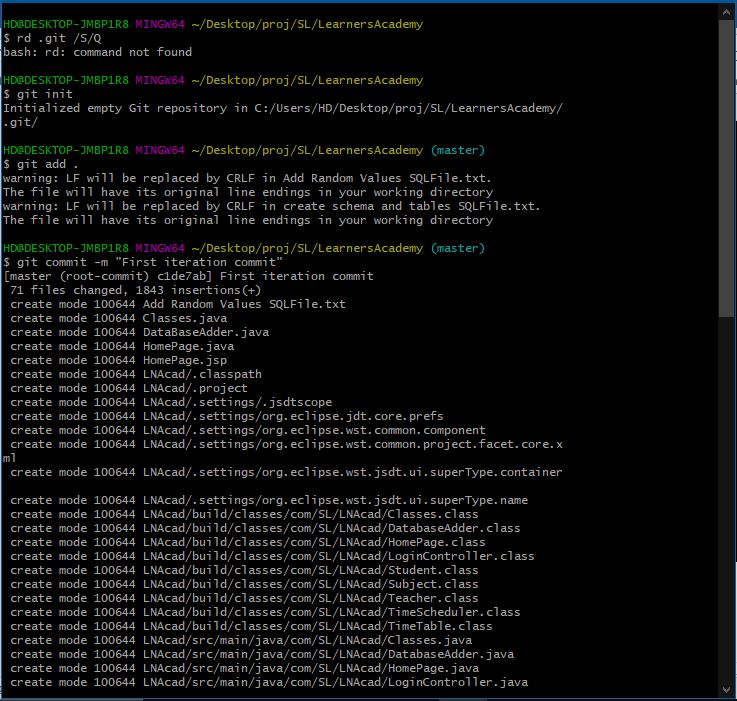 HD@DESKTOP-JMBP1R8 MINGW64 ~/Desktop/proj/SL/LearnersAcademy
$ rd .git /S/Q
bash: rd: command not found
HD@DESKTOP-JMBP1R8 MINGW64 ~/Desktop/proj/SL/LearnersAcademy
$ git init
Initialized empty Git repository in C:/Users/HD/Desktop/proj/SL/LearnersAcademy/
.git/
HD@DESKTOP-JMBP1R8 MINGW64 ~/Desktop/proj/SL/LearnersAcademy (master)
$ git add .
warning: LF will be replaced by CRLF in Add Random Values SQLFile.txt.
The file will have its original line endings in your working directory
warning: LF will be replaced by CRLF in create schema and tables SQLFile.txt.
The file will have its original line endings in your working directory
HD@DESKTOP-JMBP1R8 MINGW64 ~/Desktop/proj/SL/LearnersAcademy (master)
$ git commit -m "First iteration commit"
[master (root-commit) c1de7ab] First iteration commit
 71 files changed, 1843 insertions(+)
 create mode 100644 Add Random Values SQLFile.txt
 create mode 100644 Classes.java
 create mode 100644 DataBaseAdder.java
 create mode 100644 HomePage.java
 create mode 100644 HomePage.jsp
 create mode 100644 LNAcad/.classpath
 create mode 100644 LNAcad/.project
 create mode 100644 LNAcad/.settings/.jsdtscope
 create mode 100644 LNAcad/.settings/org.eclipse.jdt.core.prefs
 create mode 100644 LNAcad/.settings/org.eclipse.wst.common.component
 create mode 100644 LNAcad/.settings/org.eclipse.wst.common.project.facet.core.x
ml
 create mode 100644 LNAcad/.settings/org.eclipse.wst.jsdt.ui.superType.container
 create mode 100644 LNAcad/.settings/org.eclipse.wst.jsdt.ui.superType.name
 create mode 100644 LNAcad/build/classes/com/SL/LNAcad/Classes.class
 create mode 100644 LNAcad/build/classes/com/SL/LNAcad/DatabaseAdder.class
 create mode 100644 LNAcad/build/classes/com/SL/LNAcad/HomePage.class
 create mode 100644 LNAcad/build/classes/com/SL/LNAcad/LoginController.class
 create mode 100644 LNAcad/build/classes/com/SL/LNAcad/Student.class
 create mode 100644 LNAcad/build/classes/com/SL/LNAcad/Subject.class
 create mode 100644 LNAcad/build/classes/com/SL/LNAcad/Teacher.class
 create mode 100644 LNAcad/build/classes/com/SL/LNAcad/TimeScheduler.class
 create mode 100644 LNAcad/build/classes/com/SL/LNAcad/TimeTable.class
 create mode 100644 LNAcad/src/main/java/com/SL/LNAcad/Classes.java
 create mode 100644 LNAcad/src/main/java/com/SL/LNAcad/DatabaseAdder.java
 create mode 100644 LNAcad/src/main/java/com/SL/LNAcad/HomePage.java
 create mode 100644 LNAcad/src/main/java/com/SL/LNAcad/LoginController.java